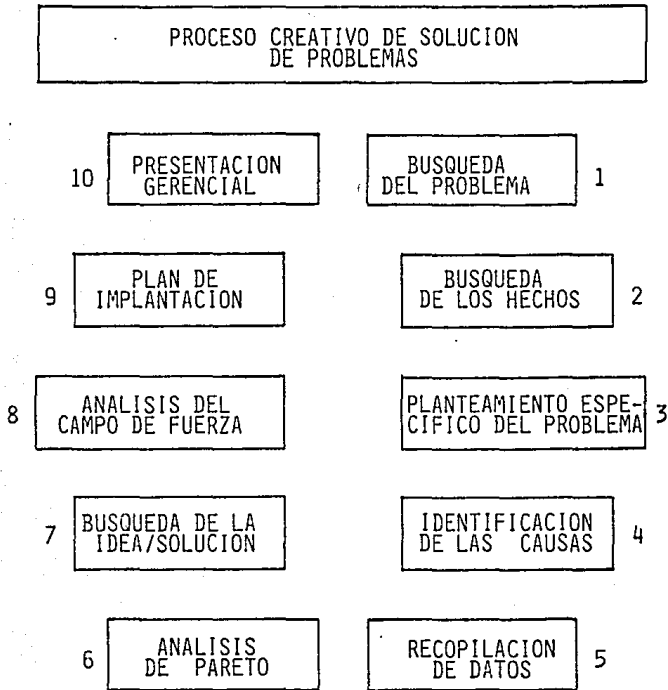 PROCESO CREATIVO DE SOLUCION
DE PROBLEMAS
10 PRESENTACION
GERENCIAL
BUSQUEDA
DEL PROBLEMA 1
9 PLAN DE
IMPLANTACION
BUSQUEDA
DE LOS HECHOS 2
8 ANALISIS DEL
CAMPO DE FUERZA
PLANTEAMIENTO ESPE-
CIFICO DEL PROBLEMA 3
7 BUSQUEDA DE LA
IDEA/SOLUCION
IDENTIFICACION
DE LAS CAUSAS 4
6 ANALISIS
DE PARETO
RECOPILACION
DE DATOS 5